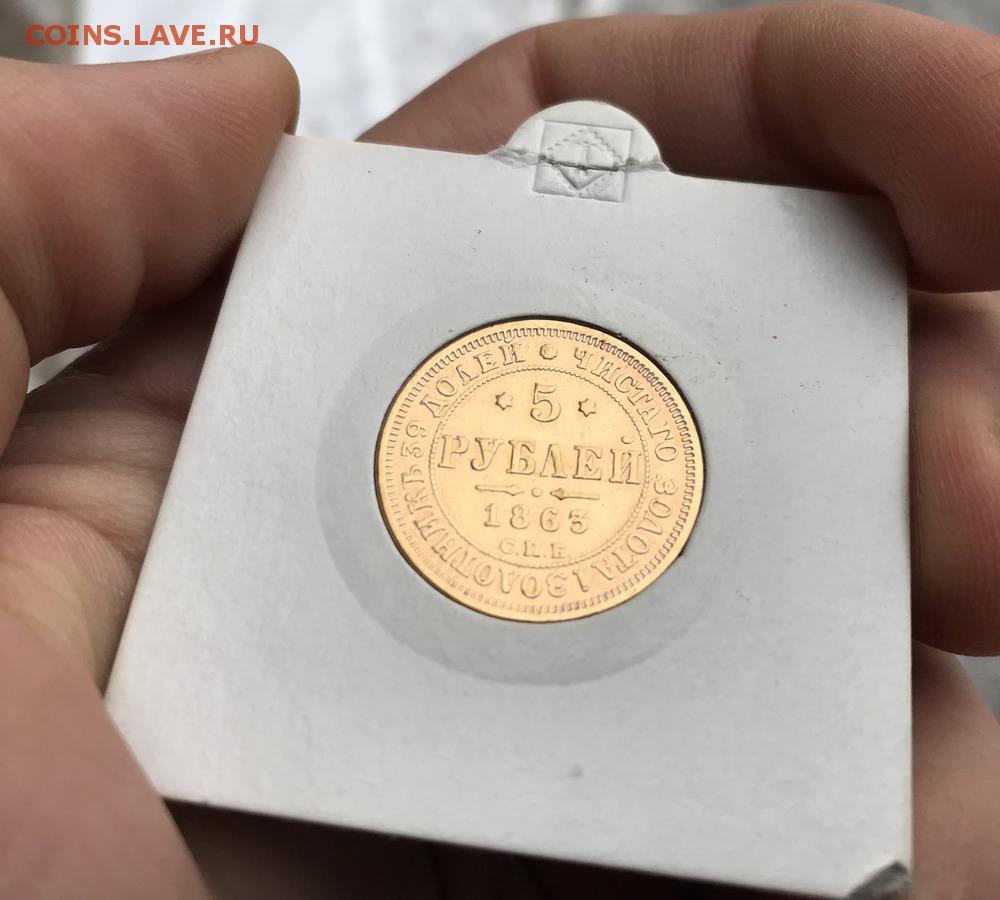 COINS.LAVE.RU
ЧИСТАГО ЗОЛОТА 1 ЗОЛОТНИКЪ 39 ДОЛЕЙ
5
РУБЛЕЙ
1863
С.П.Б.